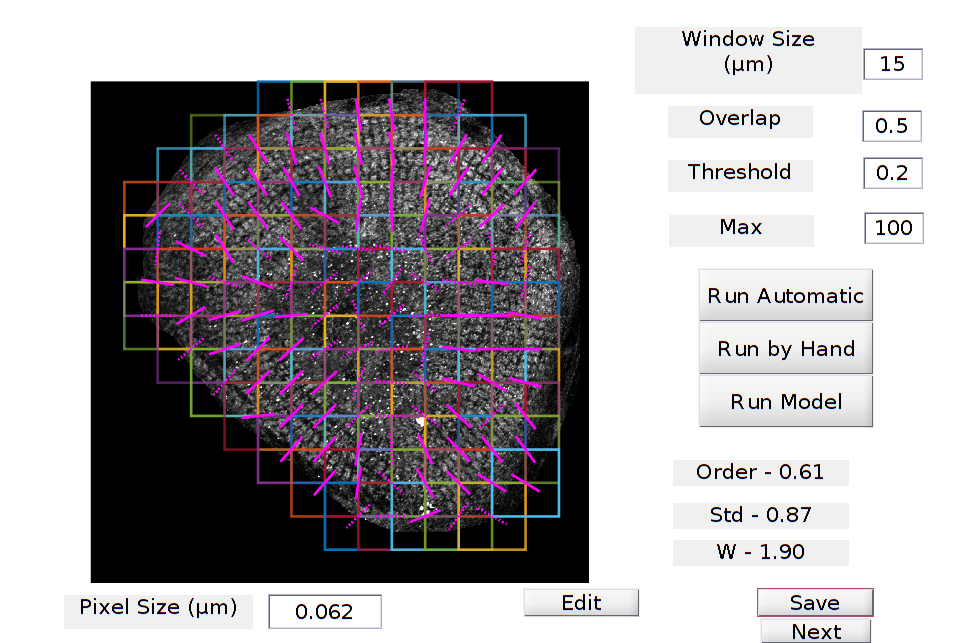 Window Size
(μm)
15
Overlap
0.5
Threshold
0.2
Max
100
Run Automatic
Run by Hand
Run Model
Order - 0.61
Std - 0.87
W - 1.90
Pixel Size (μm)
0.062
Edit
Save
Next